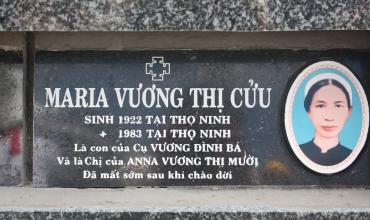 MARIA VƯƠNG THỊ CỬU
SINH 1922 TẠI THỌ NINH
+ 1983 TẠI THỌ NINH
Là con của Cụ VƯƠNG ĐÌNH BÁ
Và là Chị của ANNA VƯƠNG THỊ MƯỜI
Đã mất sớm sau khi chào dời